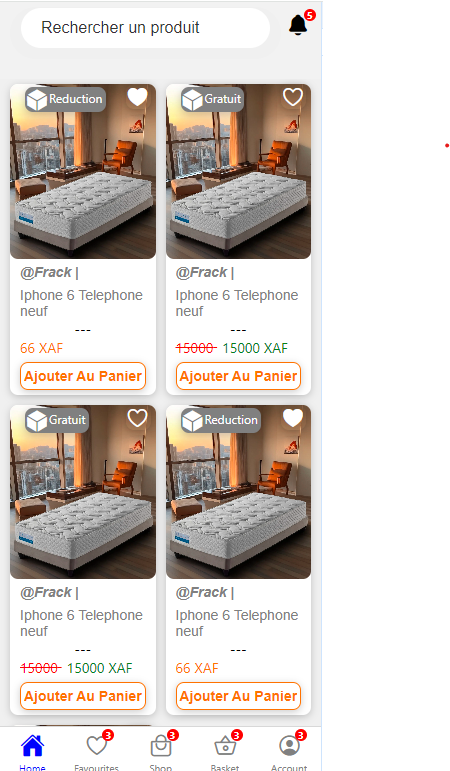 Rechercher un produit
5
Reduction
Gratuit
@Frack |
@Frack |
Iphone 6 Telephone
neuf
Iphone 6 Telephone
neuf
---
---
66 XAF
15000 15000 XAF
Ajouter Au Panier
Ajouter Au Panier
Gratuit
Reduction
@Frack |
@Frack |
Iphone 6 Telephone
neuf
Iphone 6 Telephone
neuf
---
---
15000 15000 XAF
66 XAF
Ajouter Au Panier
Ajouter Au Panier
3
3
3
3
Home
Favourites
Shop
Basket
Account